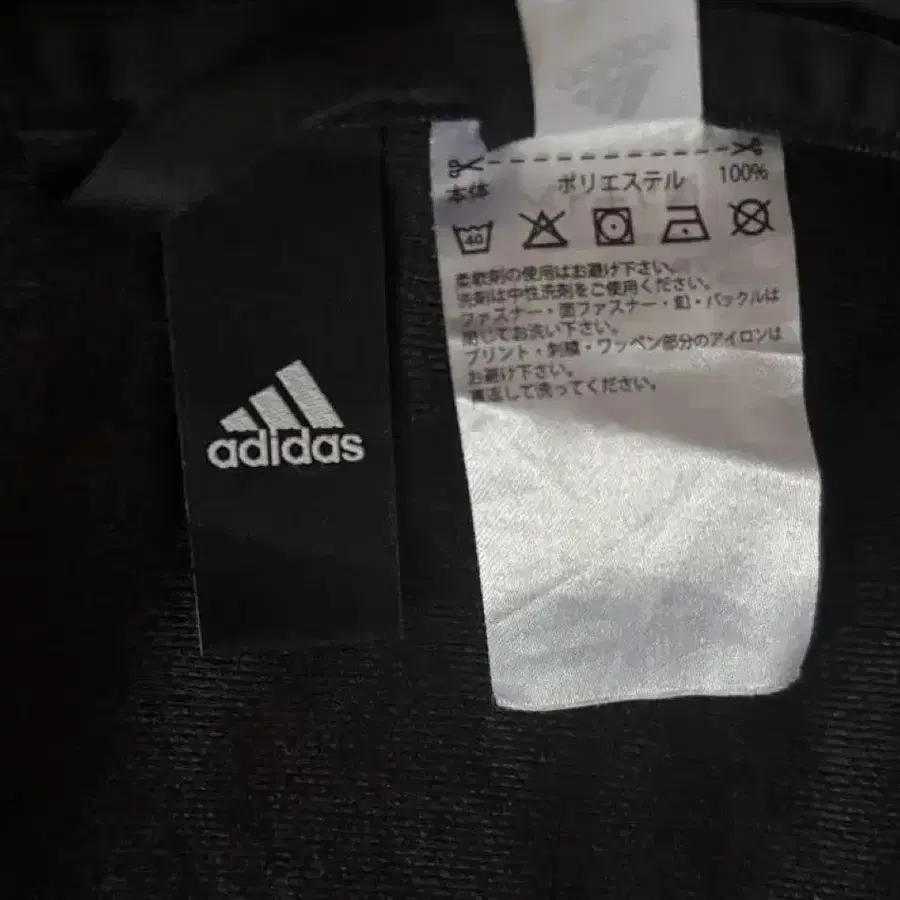 adidas
本体 ポリエステル 100%
40
柔軟剤の使用はお避け下さい。
洗剤は中性洗剤をご使用ください。
ファスナー・面ファスナー・釦・バックルは
閉じてお洗い下さい。
プリント・刺繍・ワッペン部分のアイロンは
お避け下さい。
裏返して洗ってください。